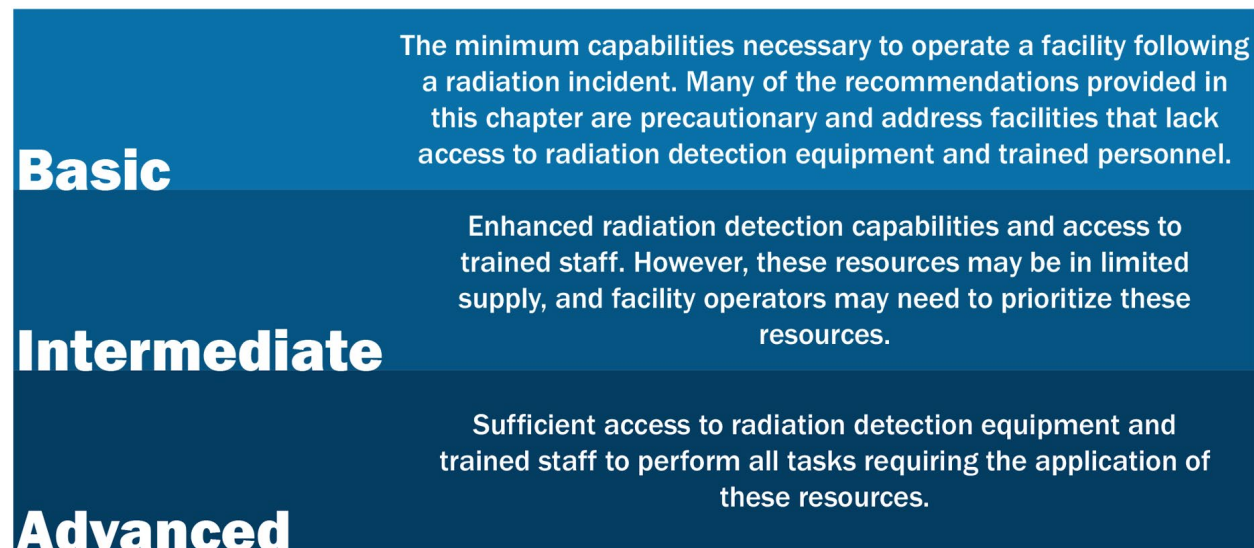 The minimum capabilities necessary to operate a facility following
a radiation incident. Many of the recommendations provided in
this chapter are precautionary and address facilities that lack
access to radiation detection equipment and trained personnel.
Basic
Enhanced radiation detection capabilities and access to
trained staff. However, these resources may be in limited
supply, and facility operators may need to prioritize these
resources.
Intermediate
Sufficient access to radiation detection equipment and
trained staff to perform all tasks requiring the application of
these resources.
Advanced